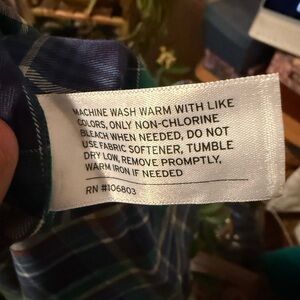 MACHINE WASH WARM WITH LIKE
COLORS, ONLY NON-CHLORINE
BLEACH WHEN NEEDED, DO NOT
USE FABRIC SOFTENER, TUMBLE
DRY LOW, REMOVE PROMPTLY,
WARM IRON IF NEEDED
RN #106803